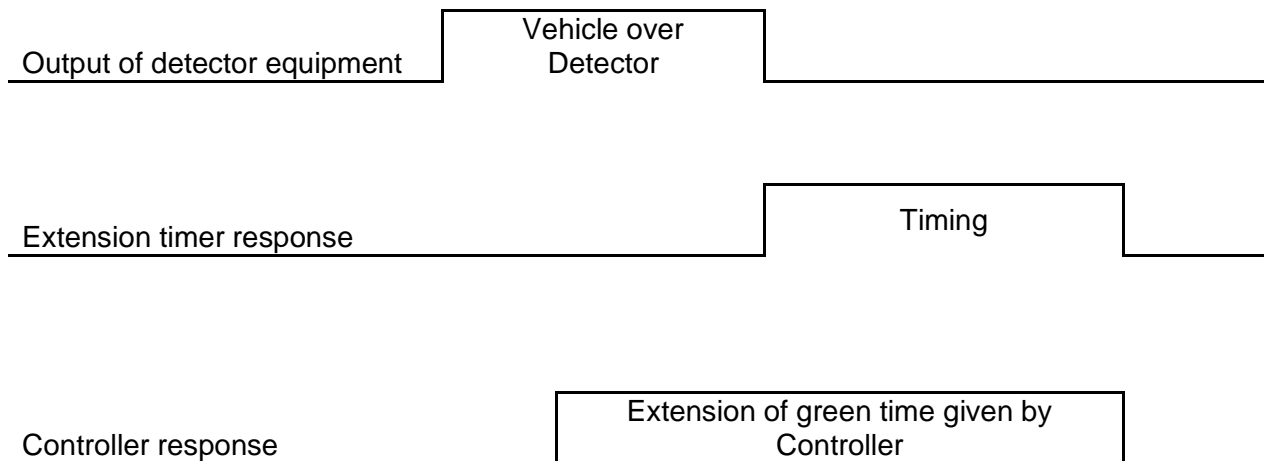 Vehicle over
Output of detector equipment Detector
Timing
Extension timer response
Extension of green time given by
Controller response Controller